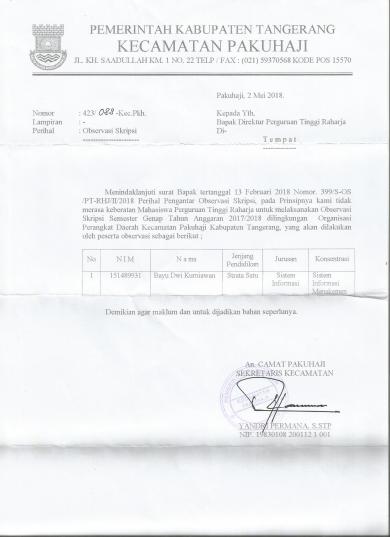 PEMERINTAH KABUPATEN TANGERANG
KECAMATAN PAKUHAJI
JL. KH. SAADULLAH KM. 1 NO. 22 TELP / FAX : (021) 59370568 KODE POS 15570
Pakuhaji, 2 Mei 2018.
Nomor : 423/ 088 -Kec.Pkh.
Lampiran : -
Perihal : Observasi Skripsi
Kepada Yth,
Bapak Direktur Perguruan Tinggi Raharja
Di-
T e m p a t
Menindaklanjuti surat Bapak tertanggal 13 Februari 2018 Nomor. 399/S-OS
/PT-RHJ/II/2018 Perihal Pengantar Observasi Skripsi, pada Prinsipnya kami tidak
merasa keberatan Mahasiswa Perguruan Tinggi Raharja untuk melaksanakan Observasi
Skripsi Semester Genap Tahun Anggaran 2017/2018 dilingkungan Organisasi
Perangkat Daerah Kecamatan Pakuhaji Kabupaten Tangerang, yang akan dilakukan
oleh peserta observasi sebagai berikut ;
No N I M N a m a Jenjang Pendidikan Jurusan Konsentrasi
1 151489931 Bayu Dwi Kurniawan Strata Satu Sistem Informasi Sistem Informasi Manajemen
Demikian agar maklum dan untuk dijadikan bahan seperlunya.
An. CAMAT PAKUHAJI
SEKRETARIS KECAMATAN
YANDRI PERMANA, S.STP
NIP. 19830108 200112 1 001